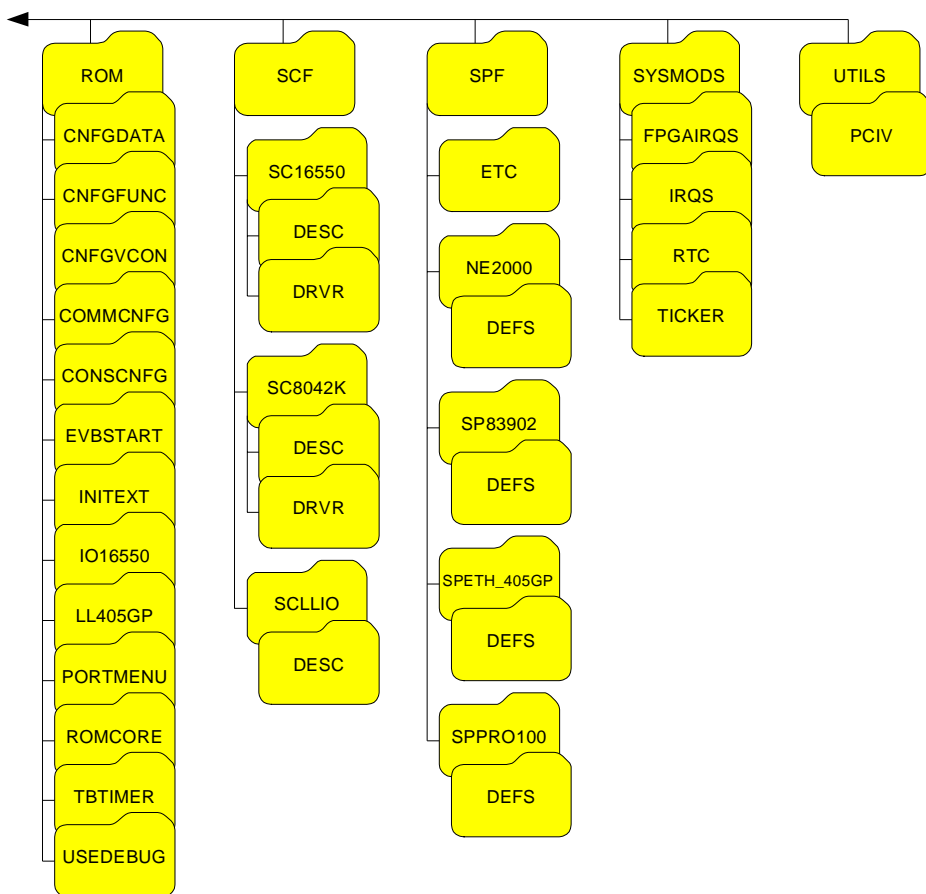 ROM
CNFGDATA
CNFGFUNC
CNFGVCON
COMMCNFG
CONSCNFG
EVBSTART
INITEXT
IO16550
LL405GP
PORTMENU
ROMCORE
TBTIMER
USEDEBUG
SCF
SC16550
DESC
DRVR
SC8042K
DESC
DRVR
SCLLIO
DESC
SPF
ETC
NE2000
DEFS
SP83902
DEFS
SPETH_405GP
DEFS
SPPRO100
DEFS
SYSMODS
FPGAIRQS
IRQS
RTC
TICKER
UTILS
PCIV